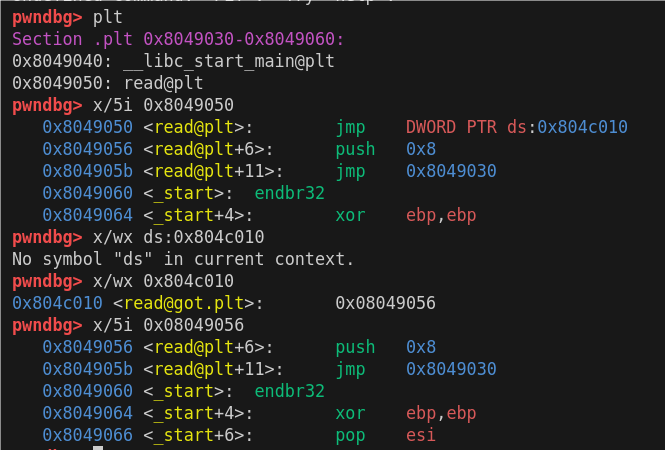 pwndbg> plt
Section .plt 0x8049030-0x8049060:
0x8049040: __libc_start_main@plt
0x8049050: read@plt
pwndbg> x/5i 0x8049050
   0x8049050 <read@plt>:        jmp    DWORD PTR ds:0x804c010
   0x8049056 <read@plt+6>:      push   0x8
   0x804905b <read@plt+11>:     jmp    0x8049030
   0x8049060 <_start>:  endbr32
   0x8049064 <_start+4>:        xor    ebp,ebp
pwndbg> x/wx ds:0x804c010
No symbol "ds" in current context.
pwndbg> x/wx 0x804c010
0x804c010 <read@got.plt>:       0x08049056
pwndbg> x/5i 0x08049056
   0x8049056 <read@plt+6>:      push   0x8
   0x804905b <read@plt+11>:     jmp    0x8049030
   0x8049060 <_start>:  endbr32
   0x8049064 <_start+4>:        xor    ebp,ebp
   0x8049066 <_start+6>:        pop    esi